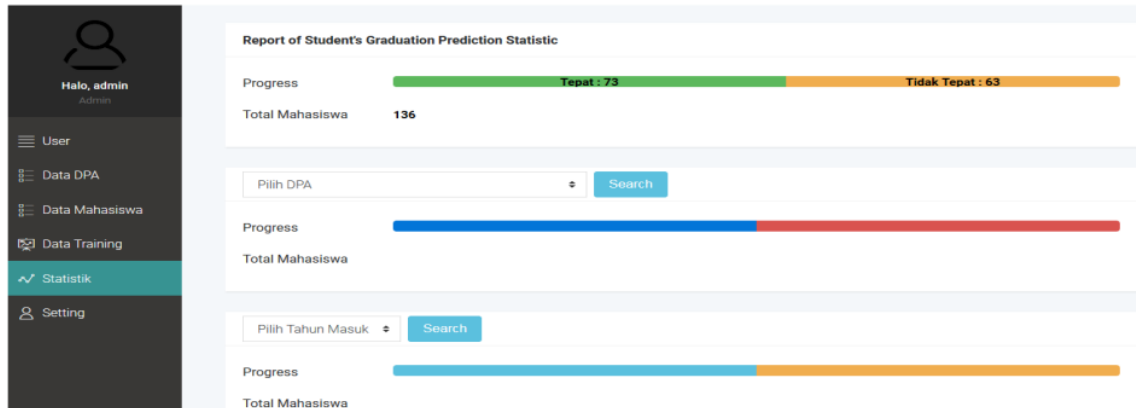 Halo, admin
Admin
User
Data DPA
Data Mahasiswa
Data Training
Statistik
Setting
Report of Student's Graduation Prediction Statistic
Progress Tepat : 73 Tidak Tepat : 63
Total Mahasiswa 136
Pilih DPA Search
Progress
Total Mahasiswa
Pilih Tahun Masuk Search
Progress
Total Mahasiswa